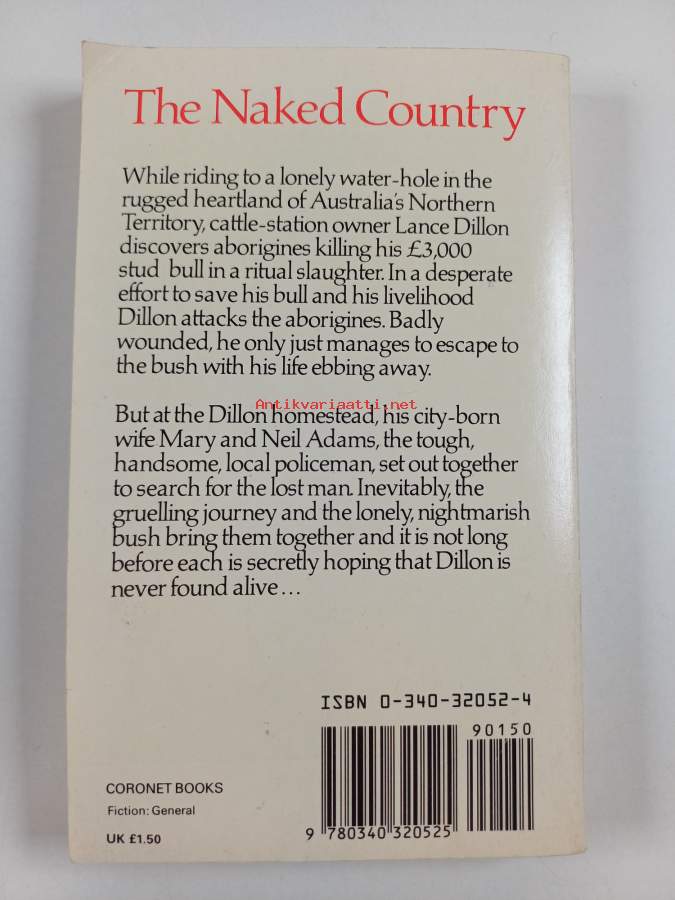 The Naked Country
While riding to a lonely water-hole in the
rugged heartland of Australia's Northern
Territory, cattle-station owner Lance Dillon
discovers aborigines killing his £3,000
stud bull in a ritual slaughter. In a desperate
effort to save his bull and his livelihood
Dillon attacks the aborigines. Badly
wounded, he only just manages to escape to
the bush with his life ebbing away.
Antikvariaatti.net
But at the Dillon homestead, his city-born
wife Mary and Neil Adams, the tough,
handsome, local policeman, set out together
to search for the lost man. Inevitably, the
gruelling journey and the lonely, nightmarish
bush bring them together and it is not long
before each is secretly hoping that Dillon is
never found alive...
ISBN 0-340-32052-4
90150
CORONET BOOKS
Fiction: General
UK £1.50
9 780340 320525